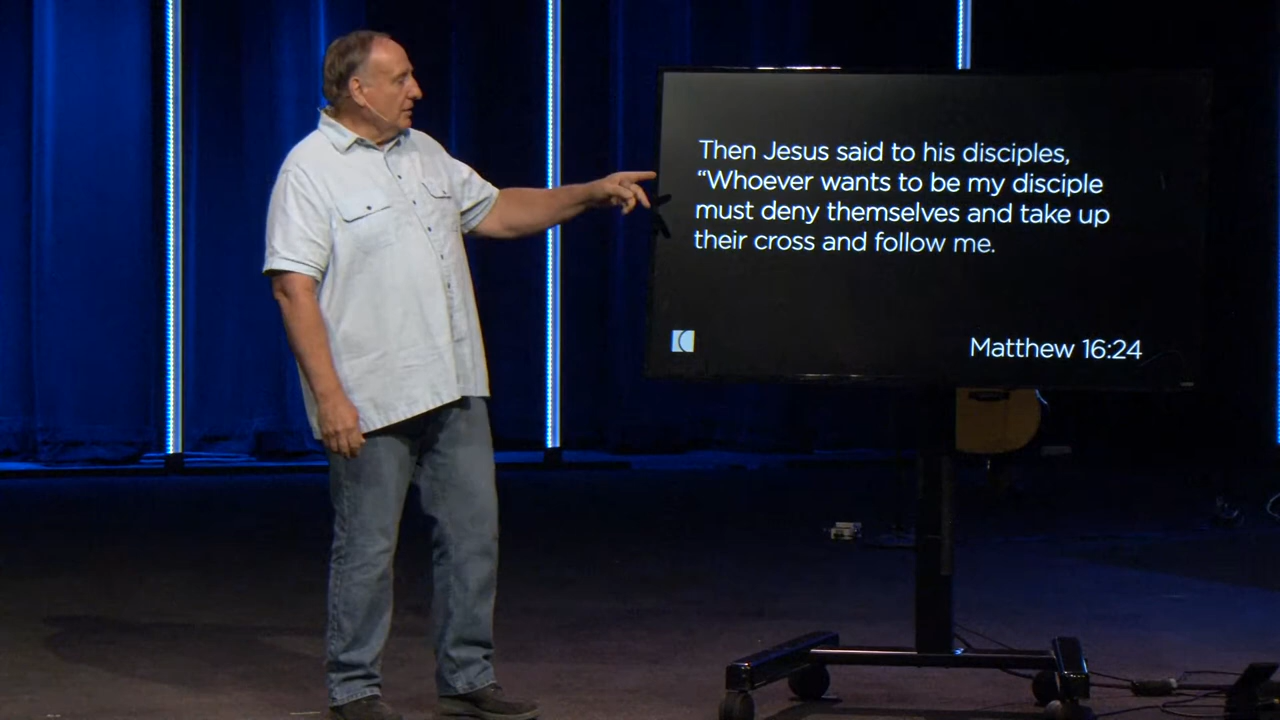 Then Jesus said to his disciples,
“Whoever wants to be my disciple
must deny themselves and take up
their cross and follow me.
Matthew 16:24